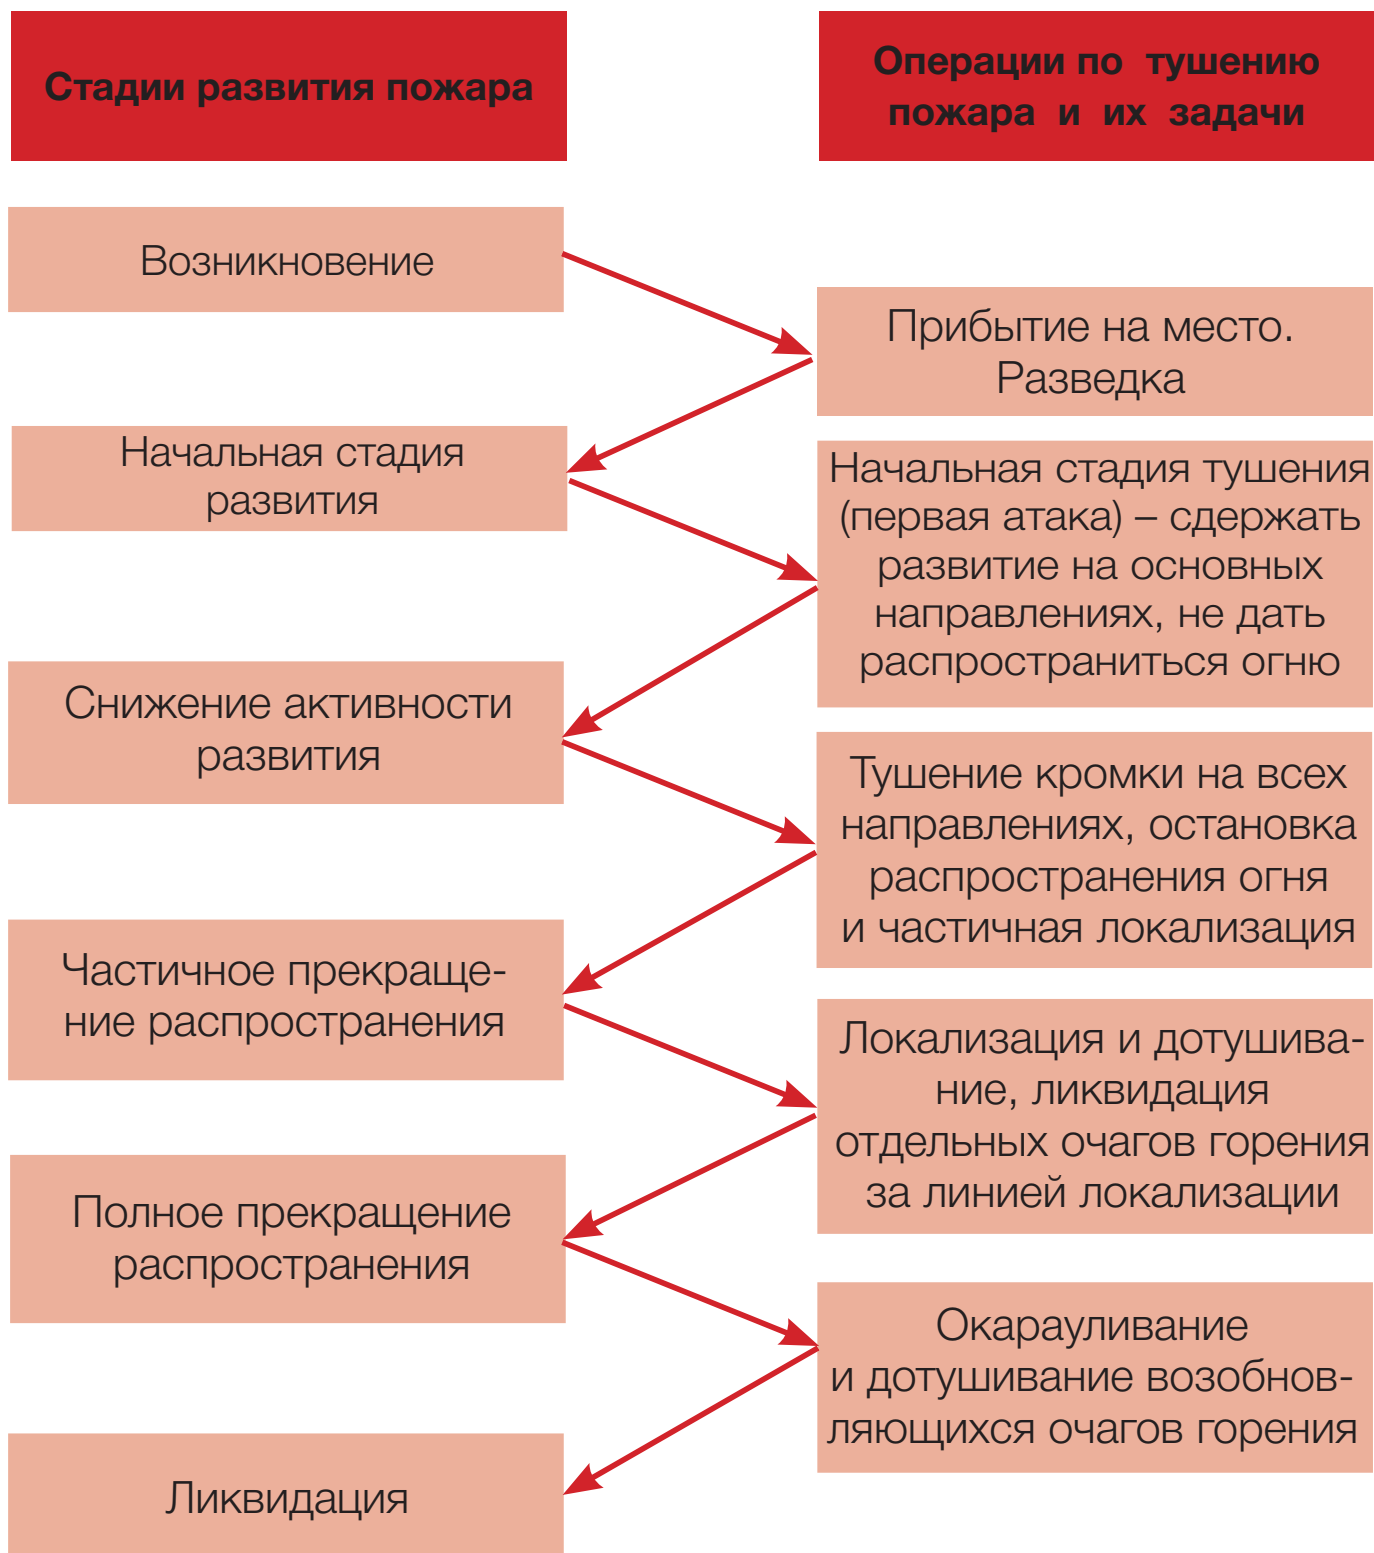 Стадии развития пожара
Операции по тушению
пожара и их задачи
Возникновение
Прибытие на место.
Разведка
Начальная стадия
развития
Начальная стадия тушения
(первая атака) – сдержать
развитие на основных
направлениях, не дать
распространиться огню
Снижение активности
развития
Тушение кромки на всех
направлениях, остановка
распространения огня
и частичная локализация
Частичное прекраще-
ние распространения
Локализация и дотушива-
ние, ликвидация
отдельных очагов горения
за линией локализации
Полное прекращение
распространения
Окарауливание
и дотушивание возобнов-
ляющихся очагов горения
Ликвидация